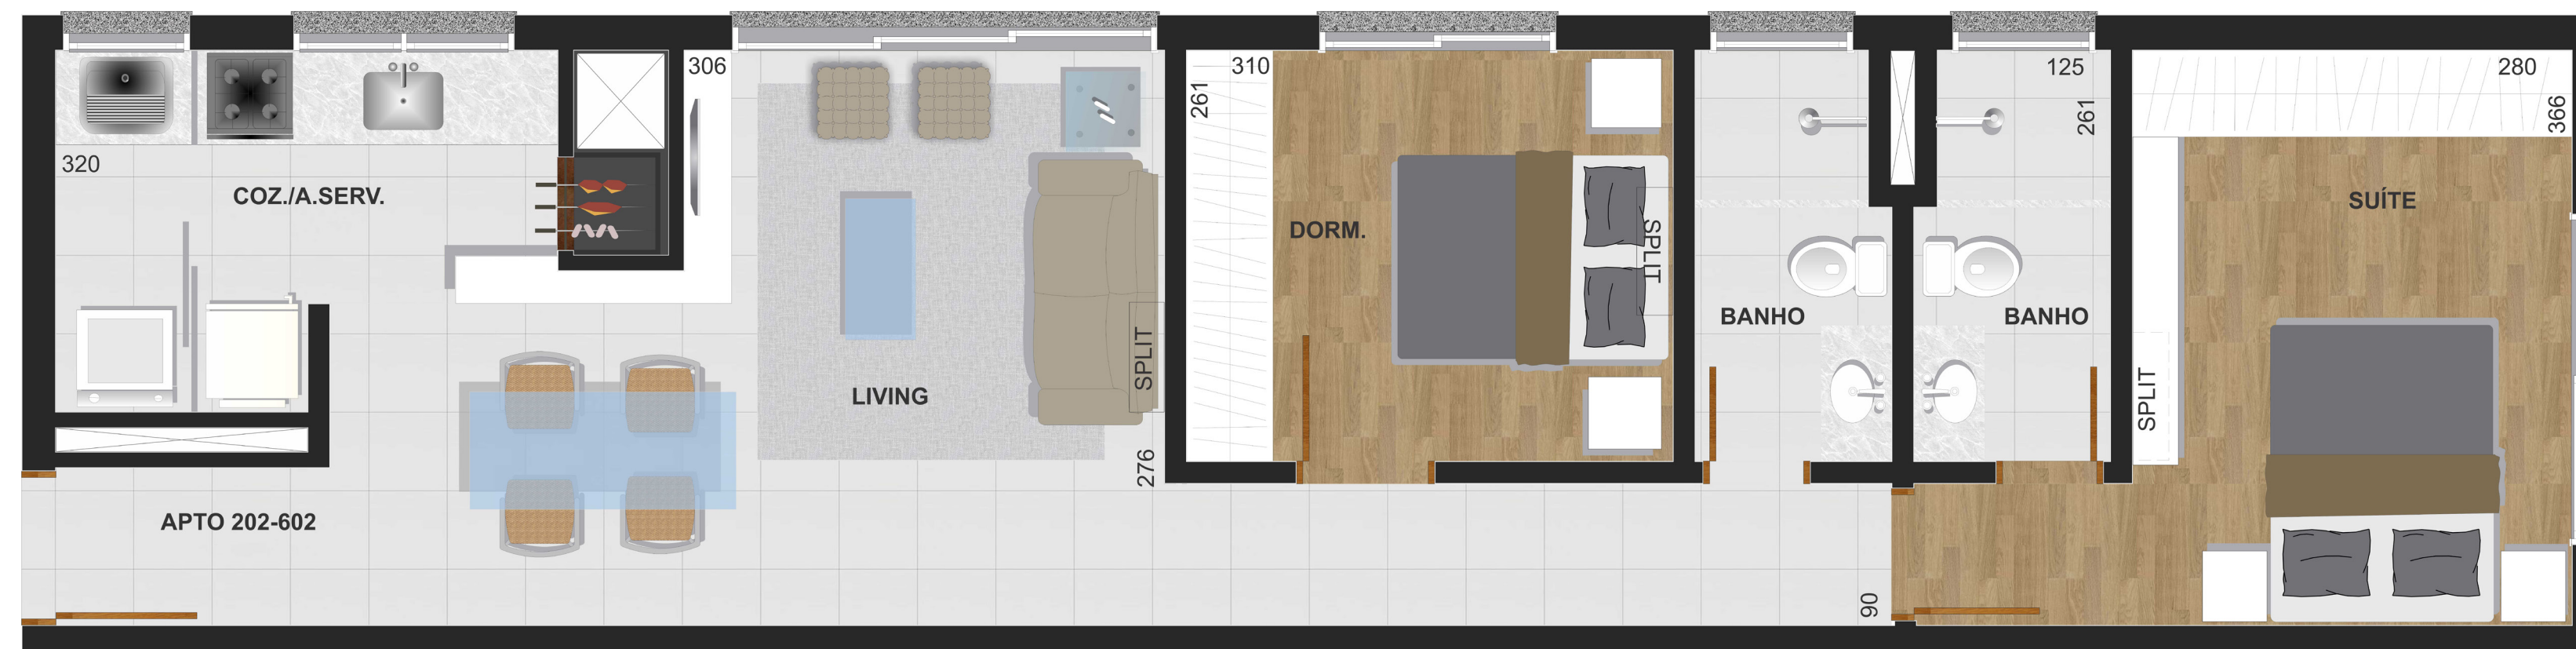 306
310
261
125
261
280
366
320
COZ./A.SERV.
DORM.
SPLIT
SUÍTE
BANHO
BANHO
SPLIT
LIVING
SPLIT
276
APTO 202-602
90